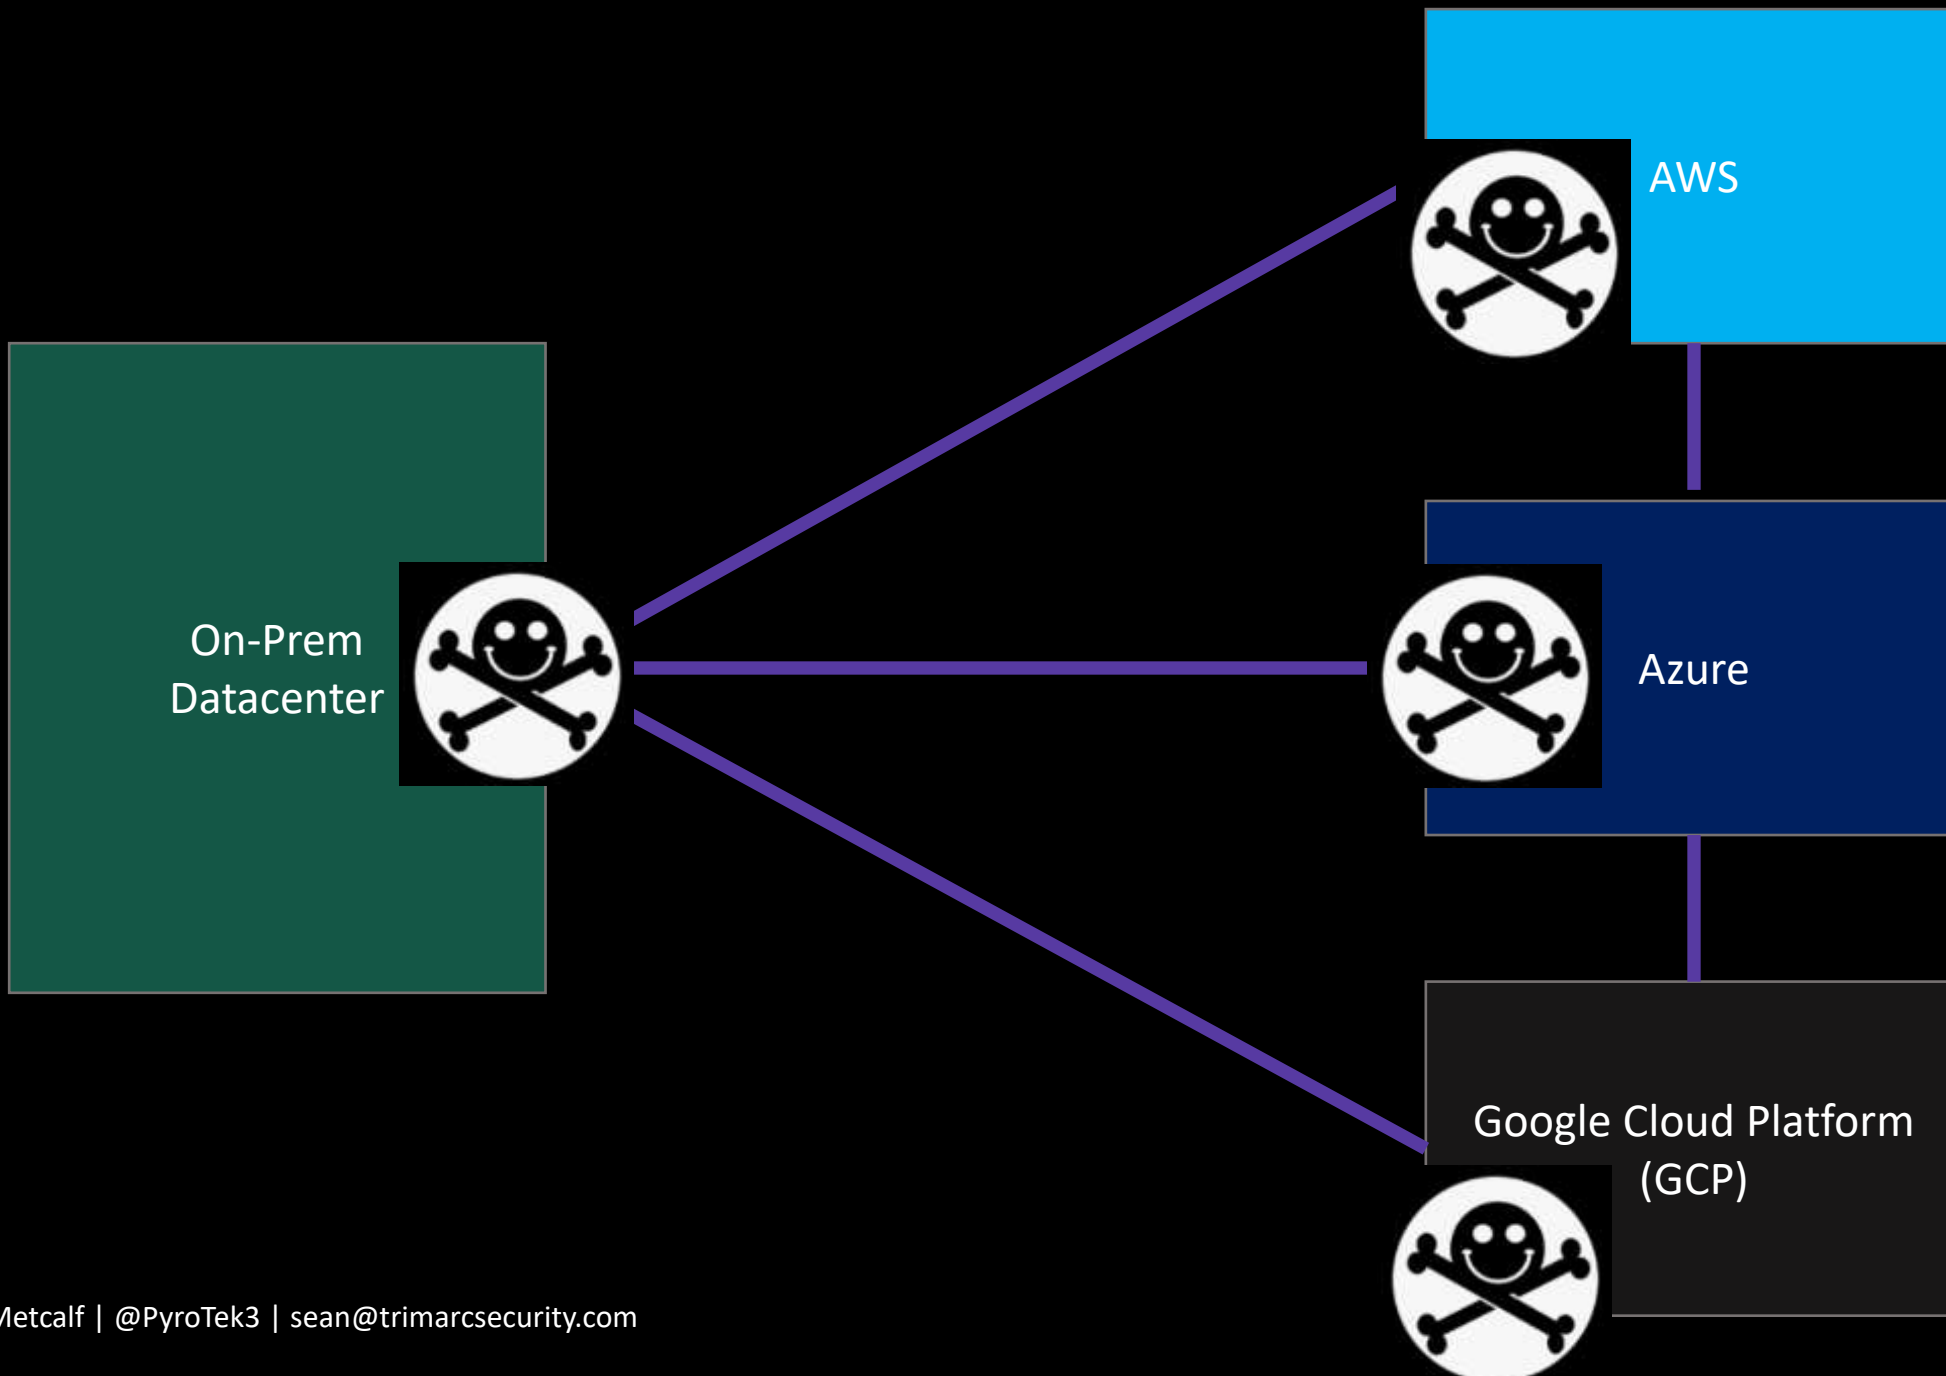 AWS
On-Prem
Datacenter
Azure
Google Cloud Platform
(GCP)
Metcalf | @PyroTek3 | sean@trimarcsecurity.com